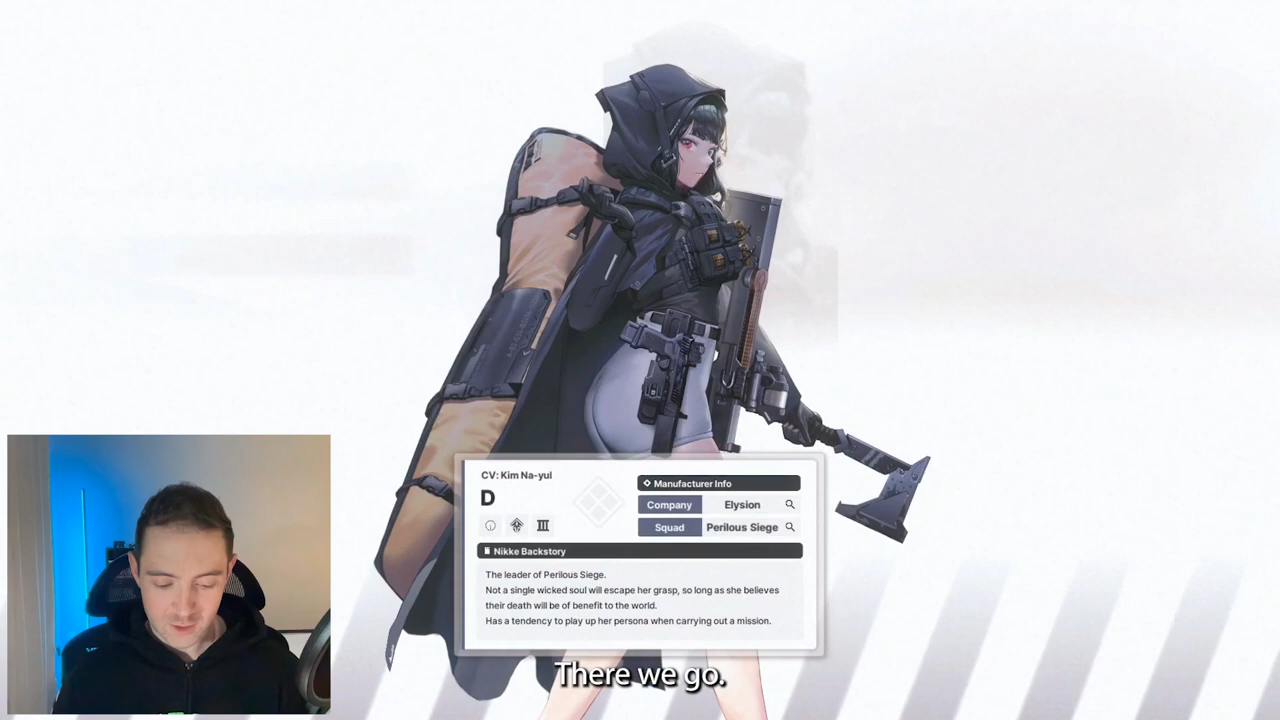 CV: Kim Na-yul
D
Manufacturer Info
Company Elysion
Squad Perilous Siege
Nikke Backstory
The leader of Perilous Siege.
Not a single wicked soul will escape her grasp, so long as she believes
their death will be of benefit to the world.
Has a tendency to play up her persona when carrying out a mission.
There we go.